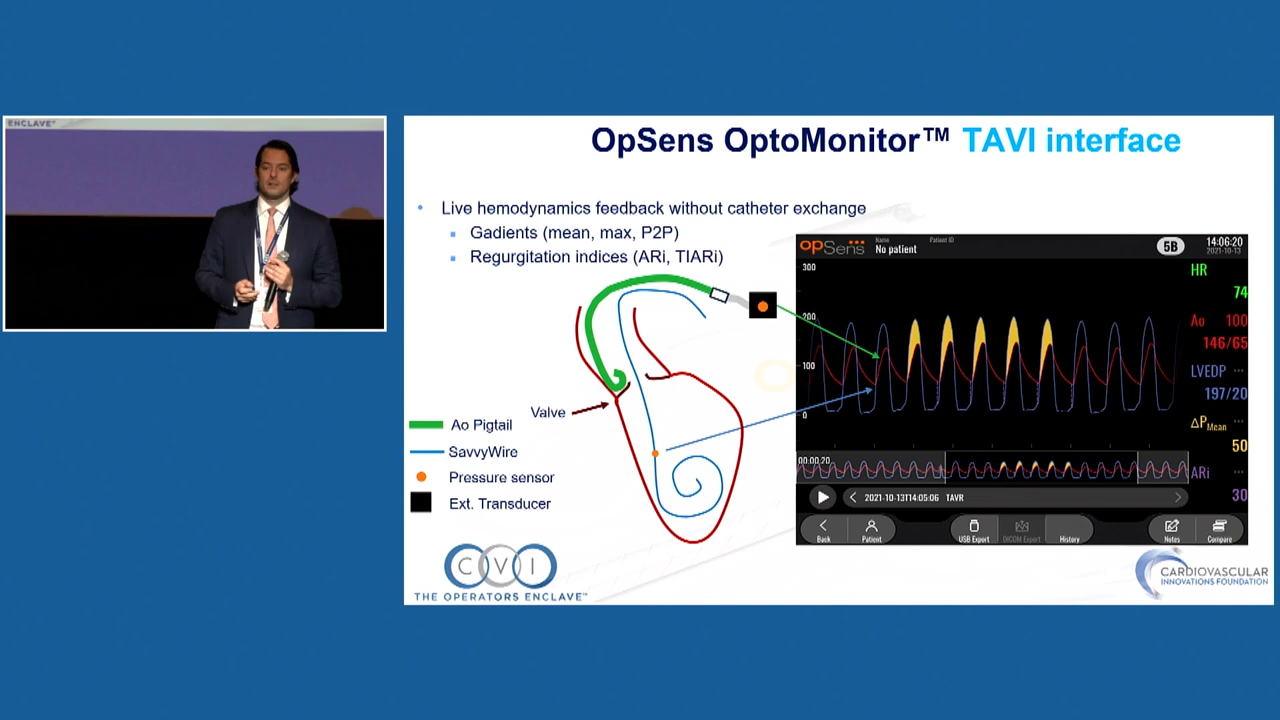 ENCLAVE
OpSens OptoMonitor™ TAVI interface
• Live hemodynamics feedback without catheter exchange
▪ Gadients (mean, max, P2P)
▪ Regurgitation indices (ARi, TIARi)
Valve
Ao Pigtail
SavvyWire
Pressure sensor
Ext. Transducer
CVI
THE OPERATORS ENCLAVE™
opSens
Name
No patient
Patient ID
5B
14:06:20
2021-10-13
300
200
100
0
HR
74
Ao 100
146/65
LVEDP ---
197/20
ΔPMean ---
50
ARi ---
30
00:00:20
2021-10-13T14:05:06 TAVR
Back
Patient
USB Export
DICOM Export
History
Notes
Compare
CARDIOVASCULAR
INNOVATIONS FOUNDATION